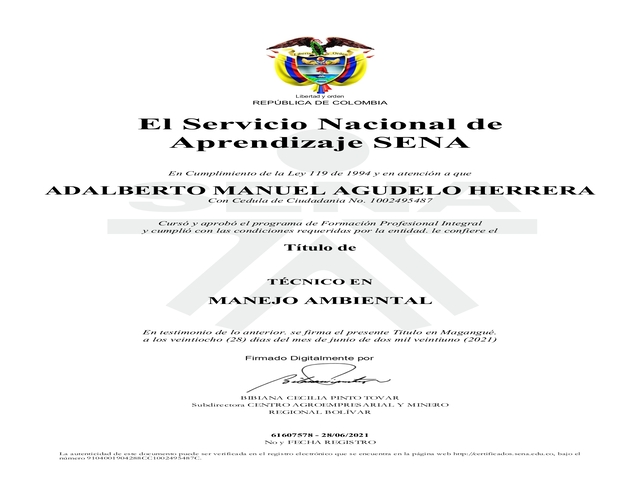 Libertad y orden
REPÚBLICA DE COLOMBIA
El Servicio Nacional de
Aprendizaje SENA
En Cumplimiento de la Ley 119 de 1994 y en atención a que
ADALBERTO MANUEL AGUDELO HERRERA
Con Cedula de Ciudadania No. 1002495487
Cursó y aprobó el programa de Formación Profesional Integral
y cumplió con las condiciones requeridas por la entidad, le confiere el
Título de
TÉCNICO EN
MANEJO AMBIENTAL
En testimonio de lo anterior, se firma el presente Título en Magangué,
a los veintiocho (28) días del mes de junio de dos mil veintiuno (2021)
Firmado Digitalmente por
BIBIANA CECILIA PINTO TOVAR
Subdirectora CENTRO AGROEMPRESARIAL Y MINERO
REGIONAL BOLÍVAR
61607578 - 28/06/2021
No y FECHA REGISTRO
La autenticidad de este documento puede ser verificada en el registro electrónico que se encuentra en la página web http://certificados.sena.edu.co, bajo el
número 9104001904288CC1002495487C.